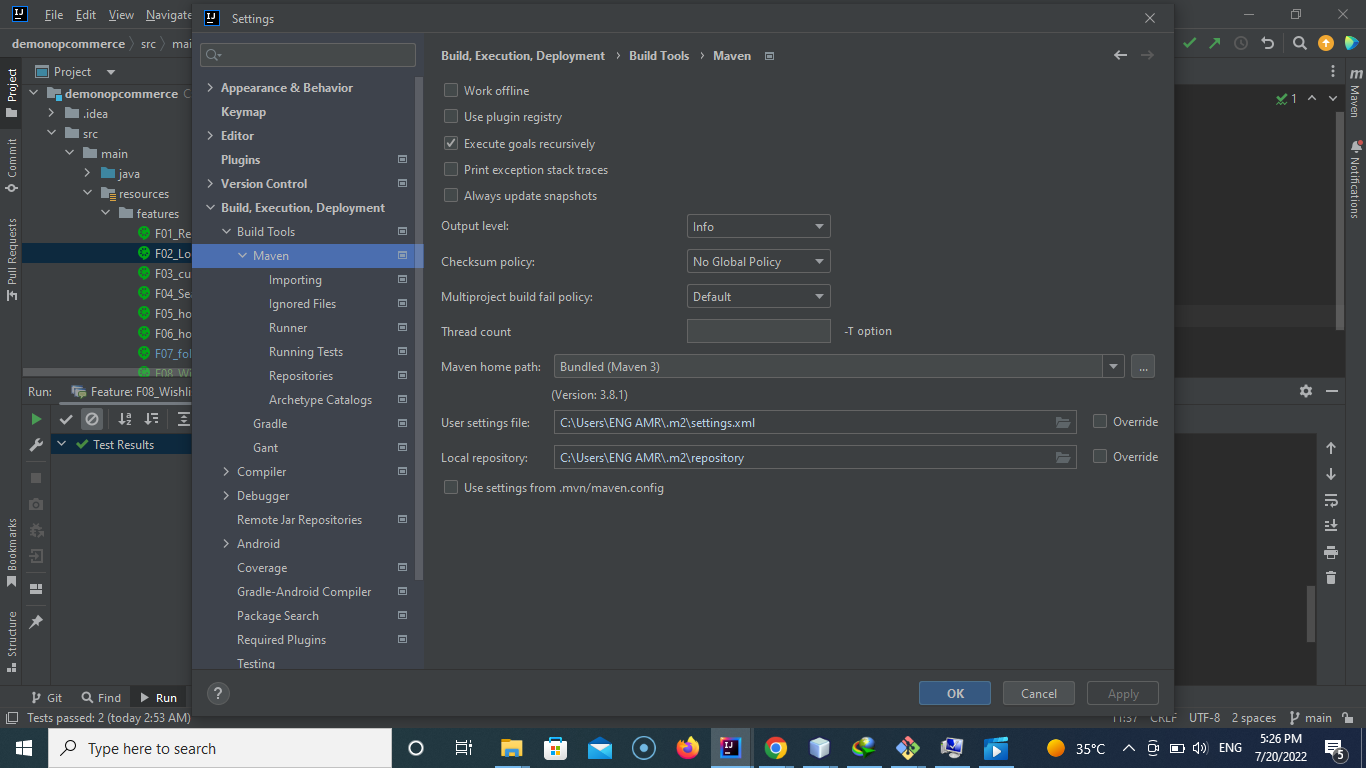 File Edit View Navigate
Settings
demonopcommerce src mai
Project
demonopcommerce
.idea
src
main
java
resources
features
F01_Re
F02_Lo
F03_cu
F04_Se
F05_ho
F06_ho
F07_fol
F08_Wi
Project
Commit
Pull Requests
Bookmarks
Structure
Appearance & Behavior
Keymap
Editor
Plugins
Version Control
Build, Execution, Deployment
Build Tools
Maven
Importing
Ignored Files
Runner
Running Tests
Repositories
Archetype Catalogs
Gradle
Gant
Compiler
Debugger
Remote Jar Repositories
Android
Coverage
Gradle-Android Compiler
Package Search
Required Plugins
Testing
Build, Execution, Deployment › Build Tools › Maven
Work offline
Use plugin registry
Execute goals recursively
Print exception stack traces
Always update snapshots
Output level: Info
Checksum policy: No Global Policy
Multiproject build fail policy: Default
Thread count -T option
Maven home path: Bundled (Maven 3) ...
(Version: 3.8.1)
User settings file: C:\Users\ENG AMR\.m2\settings.xml Override
Local repository: C:\Users\ENG AMR\.m2\repository Override
Use settings from .mvn/maven.config
? OK Cancel Apply
1
Maven
Notifications
Run: Feature: F08_Wishli
Test Results
Git Find Run
Tests passed: 2 (today 2:53 AM)
11:37 CRLF UTF-8 2 spaces main
Type here to search
35°C ENG
5:26 PM
7/20/2022
5